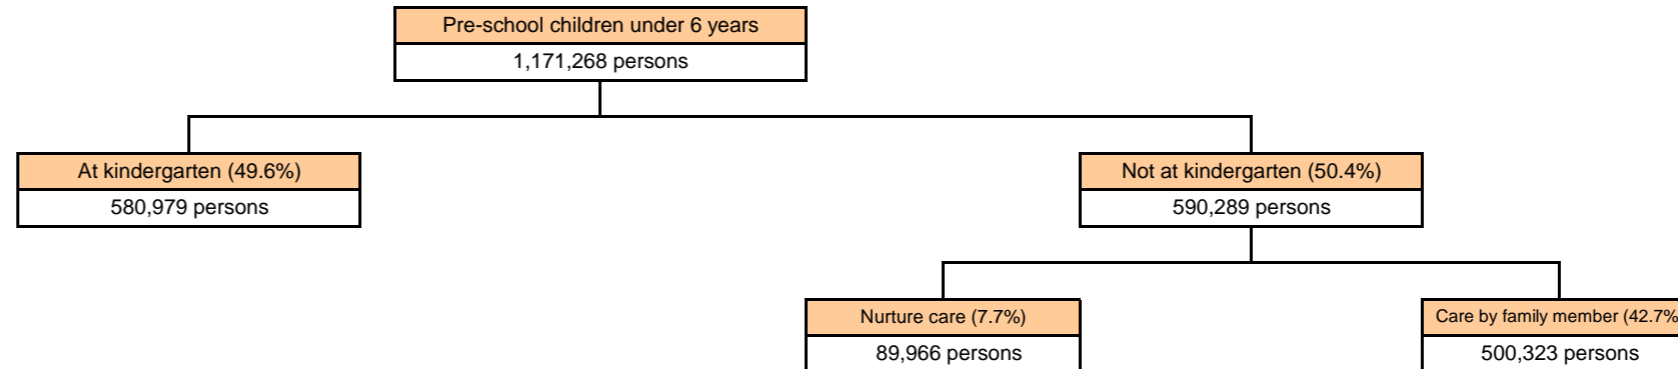 Pre-school children under 6 years
1,171,268 persons
At kindergarten (49.6%)
580,979 persons
Not at kindergarten (50.4%)
590,289 persons
Nurture care (7.7%)
89,966 persons
Care by family member (42.7%
500,323 persons